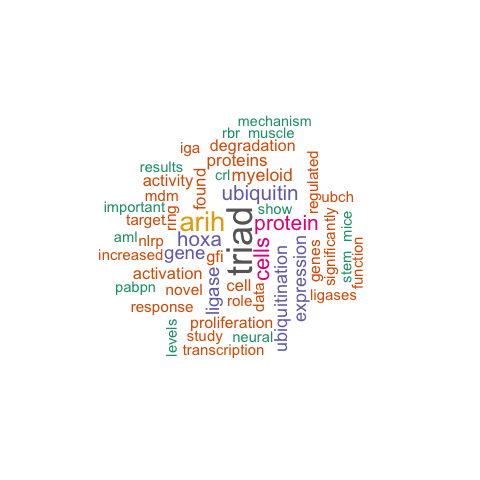 mechanism
rbr muscle
iga degradation
results proteins
crl myeloid
activity found regulated
mdm ubiquitin ubch
important show
target ring arih triad protein
aml nlrp hoxa cells significantly mice
increased gene gfi genes stem function
activation ligase cell ubiquitination expression
pabpn novel role data ligases
response
proliferation
levels study neural
transcription